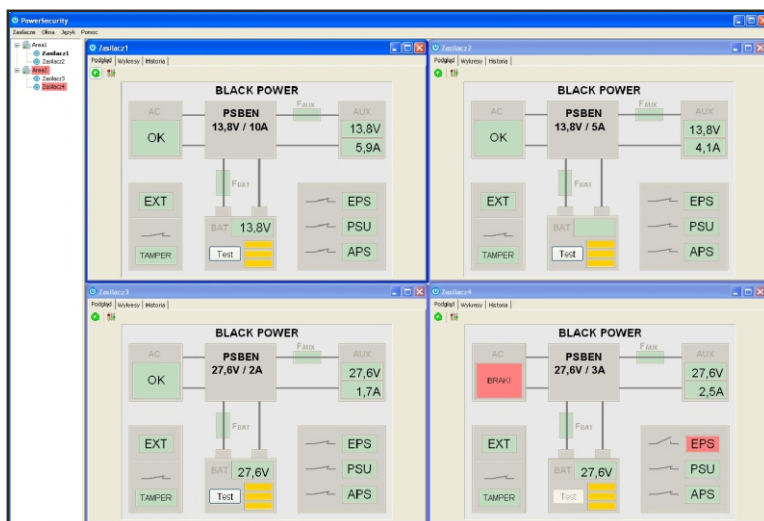 PowerSecurity
Zasilacze Okna Język Pomoc
Area1
Zasilacz1
Zasilacz2
Area2
Zasilacz3
Zasilacz4
Zasilacz1
Podgląd Wykresy Historia
BLACK POWER
AC
OK
PSBEN
13,8V / 10A
FAUX
AUX
13,8V
5,9A
FBAT
EXT
TAMPER
BAT 13,8V
Test
EPS
PSU
APS
Zasilacz2
Podgląd Wykresy Historia
BLACK POWER
AC
OK
PSBEN
13,8V / 5A
FAUX
AUX
13,8V
4,1A
FBAT
EXT
TAMPER
BAT
Test
EPS
PSU
APS
Zasilacz3
Podgląd Wykresy Historia
BLACK POWER
AC
OK
PSBEN
27,6V / 2A
FAUX
AUX
27,6V
1,7A
FBAT
EXT
TAMPER
BAT 27,6V
Test
EPS
PSU
APS
Zasilacz4
Podgląd Wykresy Historia
BLACK POWER
AC
BRAK!
PSBEN
27,6V / 3A
FAUX
AUX
27,6V
2,5A
FBAT
EXT
TAMPER
BAT 27,6V
Test
EPS
PSU
APS